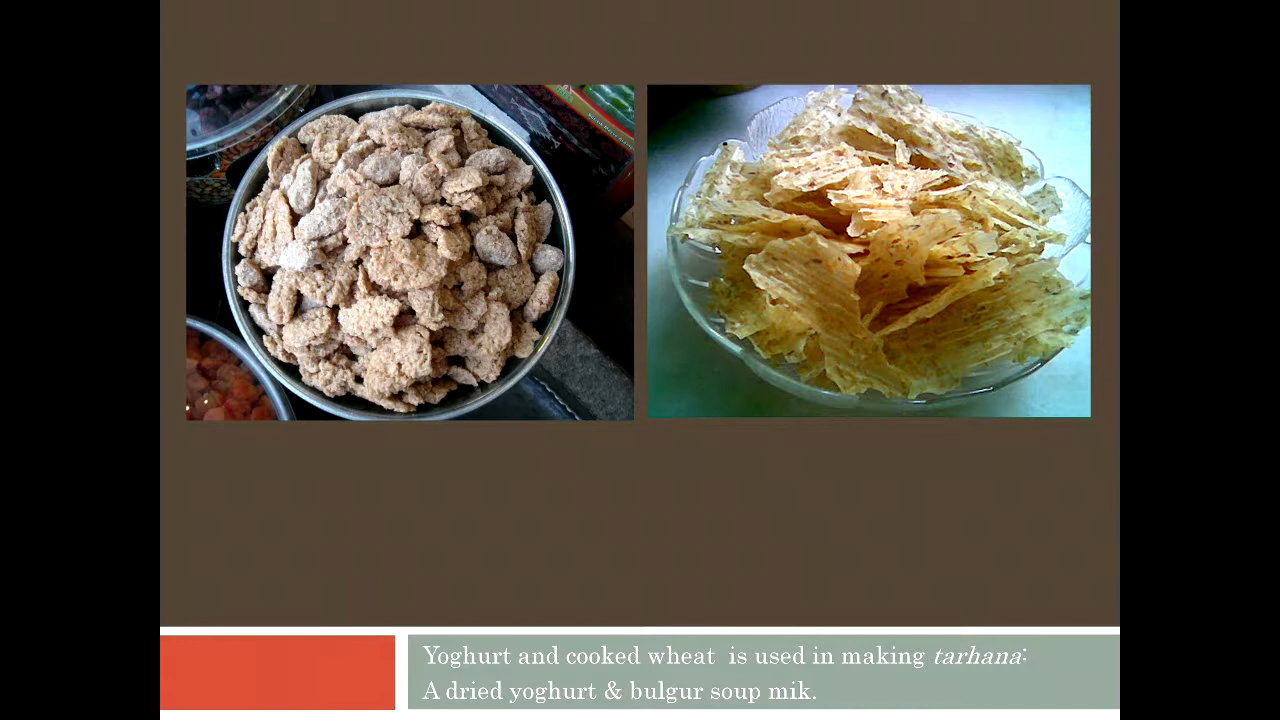 Yoghurt and cooked wheat  is used in making tarhana:
A dried yoghurt & bulgur soup mik.